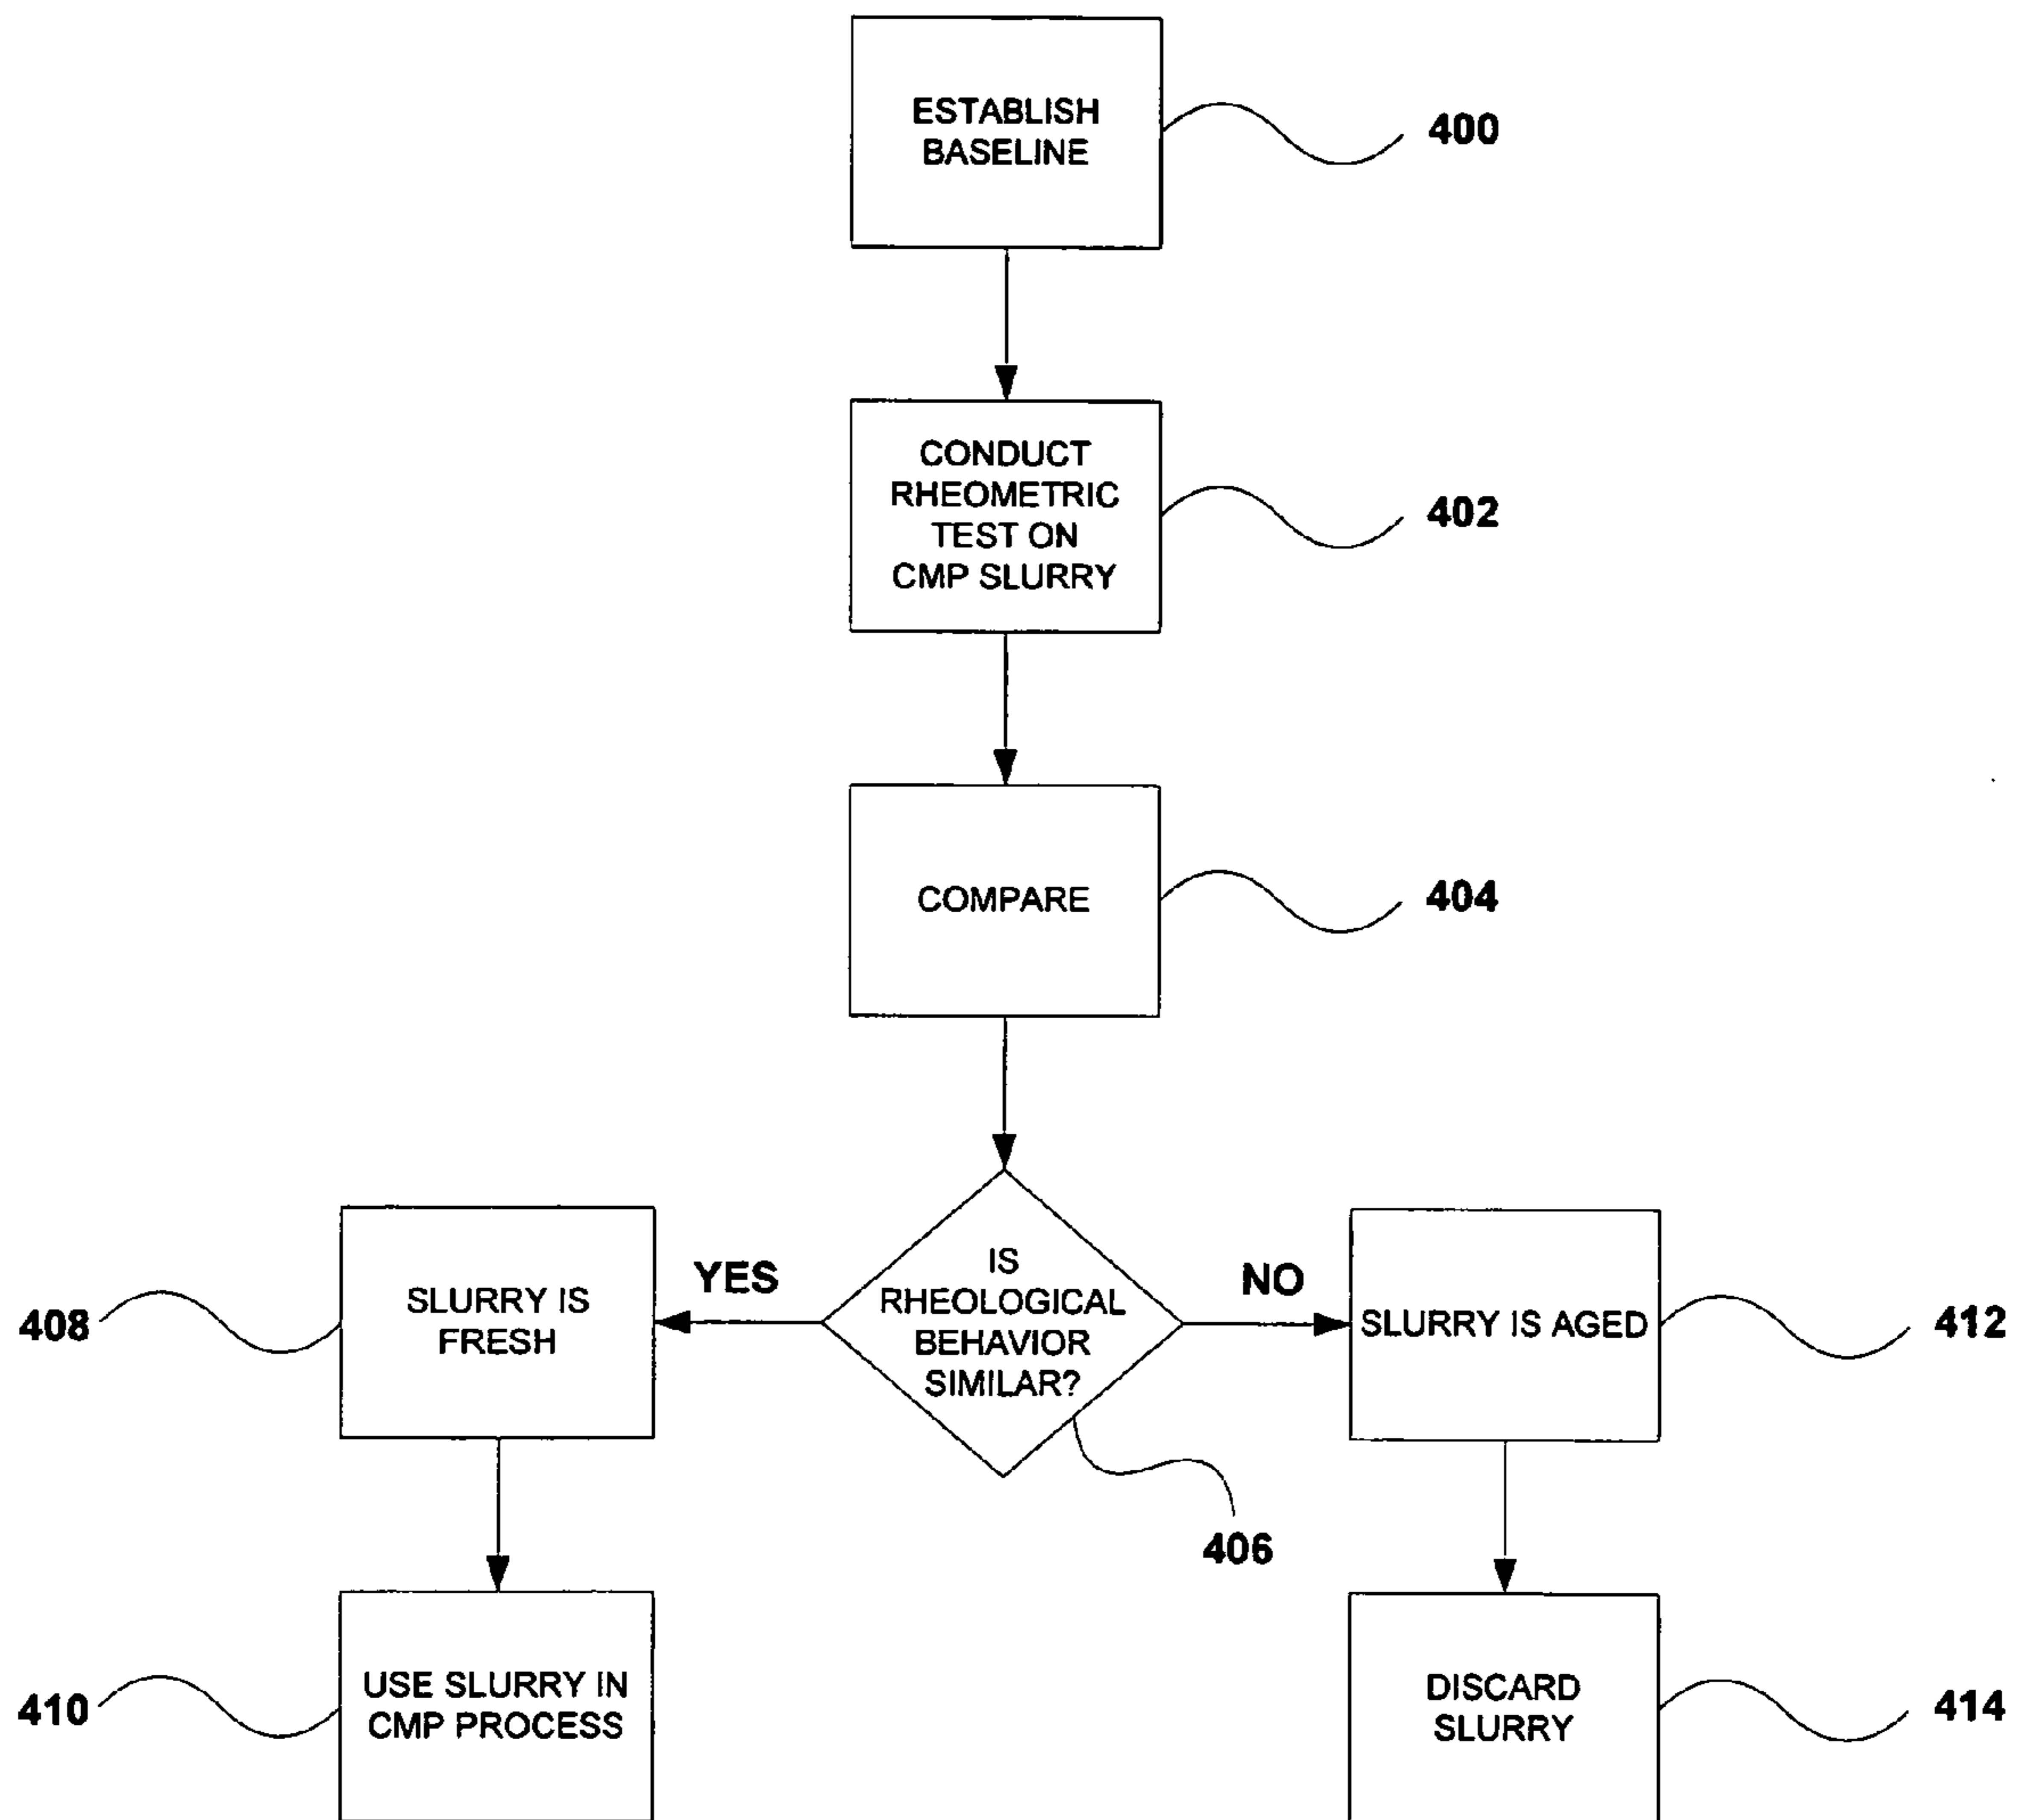 ESTABLISH
BASELINE
400
CONDUCT
RHEOMETRIC
TEST ON
CMP SLURRY
402
COMPARE
404
SLURRY IS
FRESH
408
YES
IS
RHEOLOGICAL
BEHAVIOR
SIMILAR?
406
NO
SLURRY IS AGED
412
USE SLURRY IN
CMP PROCESS
410
DISCARD
SLURRY
414